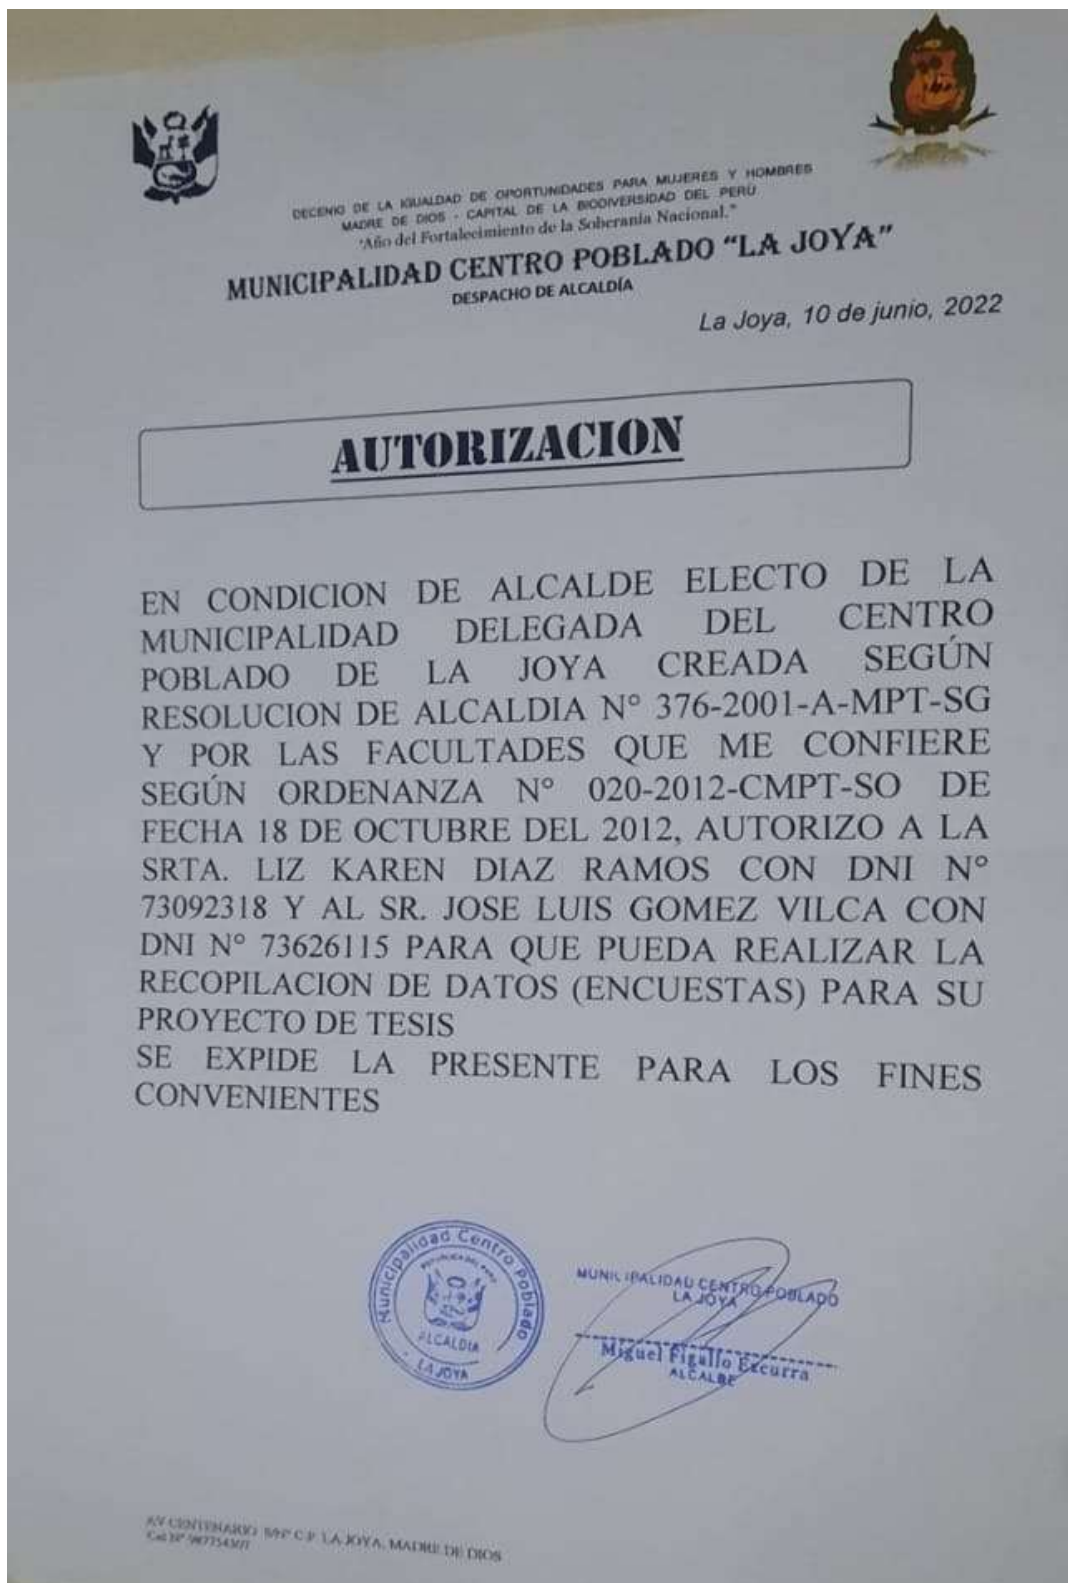 DECENIO DE LA IGUALDAD DE OPORTUNIDADES PARA MUJERES Y HOMBRES
MADRE DE DIOS - CAPITAL DE LA BIODIVERSIDAD DEL PERÚ
"Año del Fortalecimiento de la Soberanía Nacional."
MUNICIPALIDAD CENTRO POBLADO "LA JOYA"
DESPACHO DE ALCALDÍA
La Joya, 10 de junio, 2022
AUTORIZACION
EN CONDICION DE ALCALDE ELECTO DE LA
MUNICIPALIDAD DELEGADA DEL CENTRO
POBLADO DE LA JOYA CREADA SEGÚN
RESOLUCION DE ALCALDIA N° 376-2001-A-MPT-SG
Y POR LAS FACULTADES QUE ME CONFIERE
SEGÚN ORDENANZA N° 020-2012-CMPT-SO DE
FECHA 18 DE OCTUBRE DEL 2012, AUTORIZO A LA
SRTA. LIZ KAREN DIAZ RAMOS CON DNI N°
73092318 Y AL SR. JOSE LUIS GOMEZ VILCA CON
DNI N° 73626115 PARA QUE PUEDA REALIZAR LA
RECOPILACION DE DATOS (ENCUESTAS) PARA SU
PROYECTO DE TESIS
SE EXPIDE LA PRESENTE PARA LOS FINES
CONVENIENTES
Municipalidad Centro Poblado
REPUBLICA DEL PERU
ALCALDIA
LA JOYA
MUNICIPALIDAD CENTRO POBLADO
LA JOYA
Miguel Figallo Ezcurra
ALCALDE
AV CENTENARIO S/N° C.P. LA JOYA, MADRE DE DIOS
Cel N°